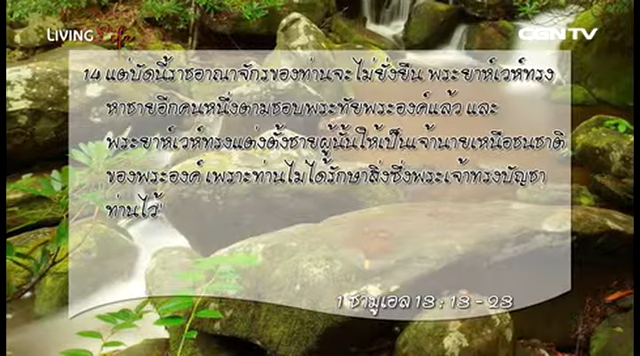 LIVING Life
CGNTV
14 แต่บัดนี้ราชอาณาจักรของท่านจะไม่ยั่งยืน พระยาห์เวห์ทรง
หาชายอีกคนหนึ่งตามชอบพระทัยพระองค์แล้ว และ
พระยาห์เวห์ทรงแต่งตั้งชายผู้นั้นให้เป็นเจ้านายเหนือชนชาติ
ของพระองค์ เพราะท่านไม่ได้รักษาสิ่งซึ่งพระเจ้าทรงบัญชา
ท่านไว้"
1 ซามูเอล 13 : 13 - 23